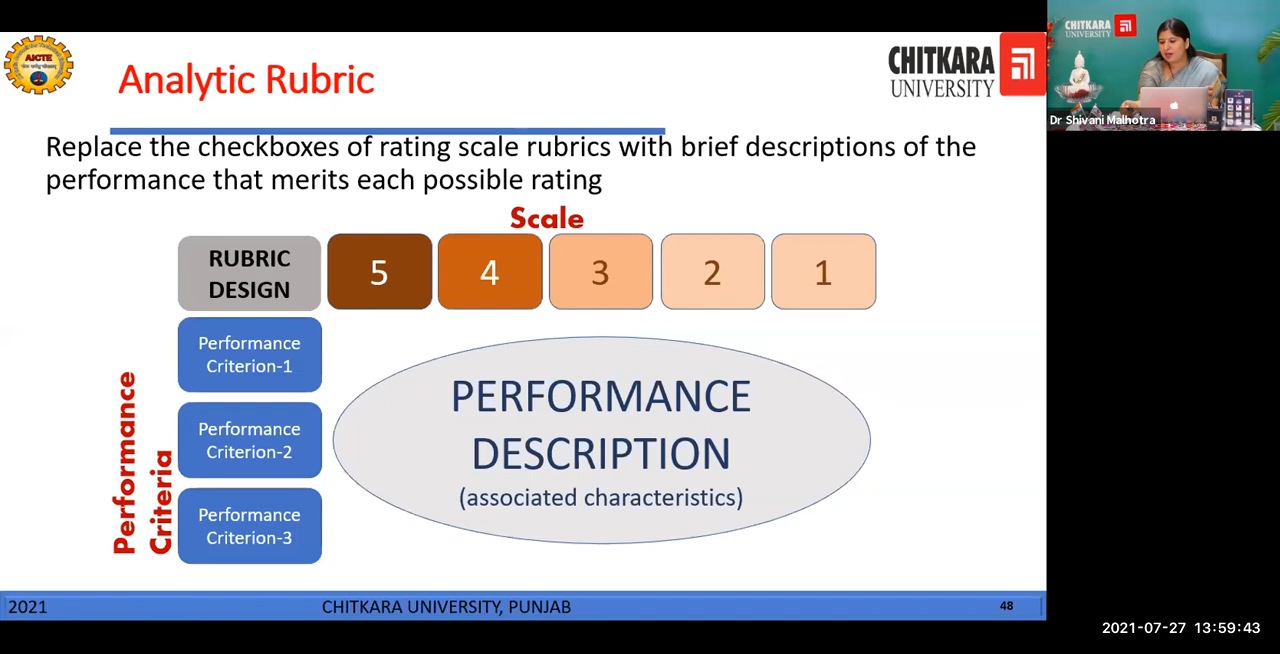 AICTE
Analytic Rubric
CHITKARA
UNIVERSITY
CHITKARA
UNIVERSITY
Dr Shivani Malhotra
Replace the checkboxes of rating scale rubrics with brief descriptions of the
performance that merits each possible rating
Scale
RUBRIC
DESIGN
5
4
3
2
1
Performance
Criteria
Performance
Criterion-1
Performance
Criterion-2
Performance
Criterion-3
PERFORMANCE
DESCRIPTION
(associated characteristics)
2021
CHITKARA UNIVERSITY, PUNJAB
48
2021-07-27 13:59:43